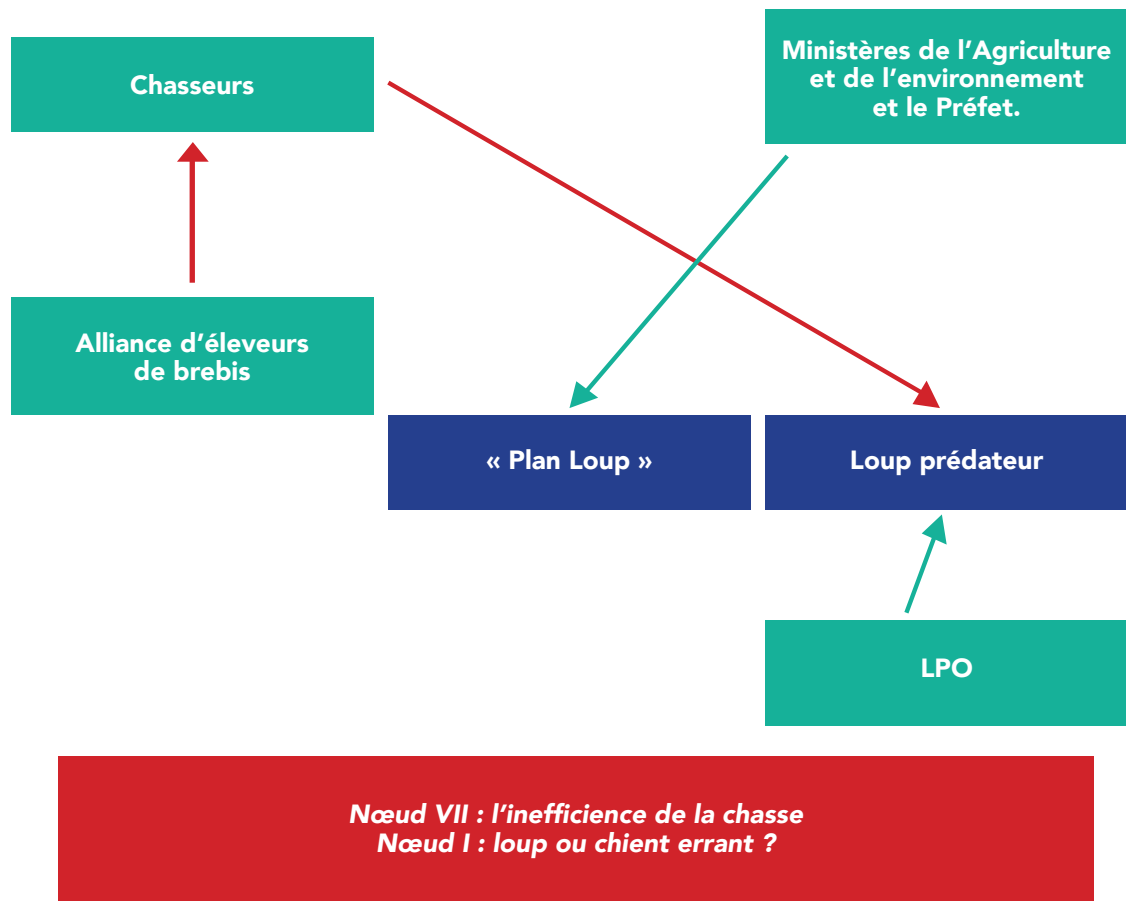 Chasseurs
Ministères de l’Agriculture
et de l’environnement
et le Préfet.
Alliance d’éleveurs
de brebis
« Plan Loup »
Loup prédateur
LPO
Nœud VII : l’inefficience de la chasse
Nœud I : loup ou chient errant ?